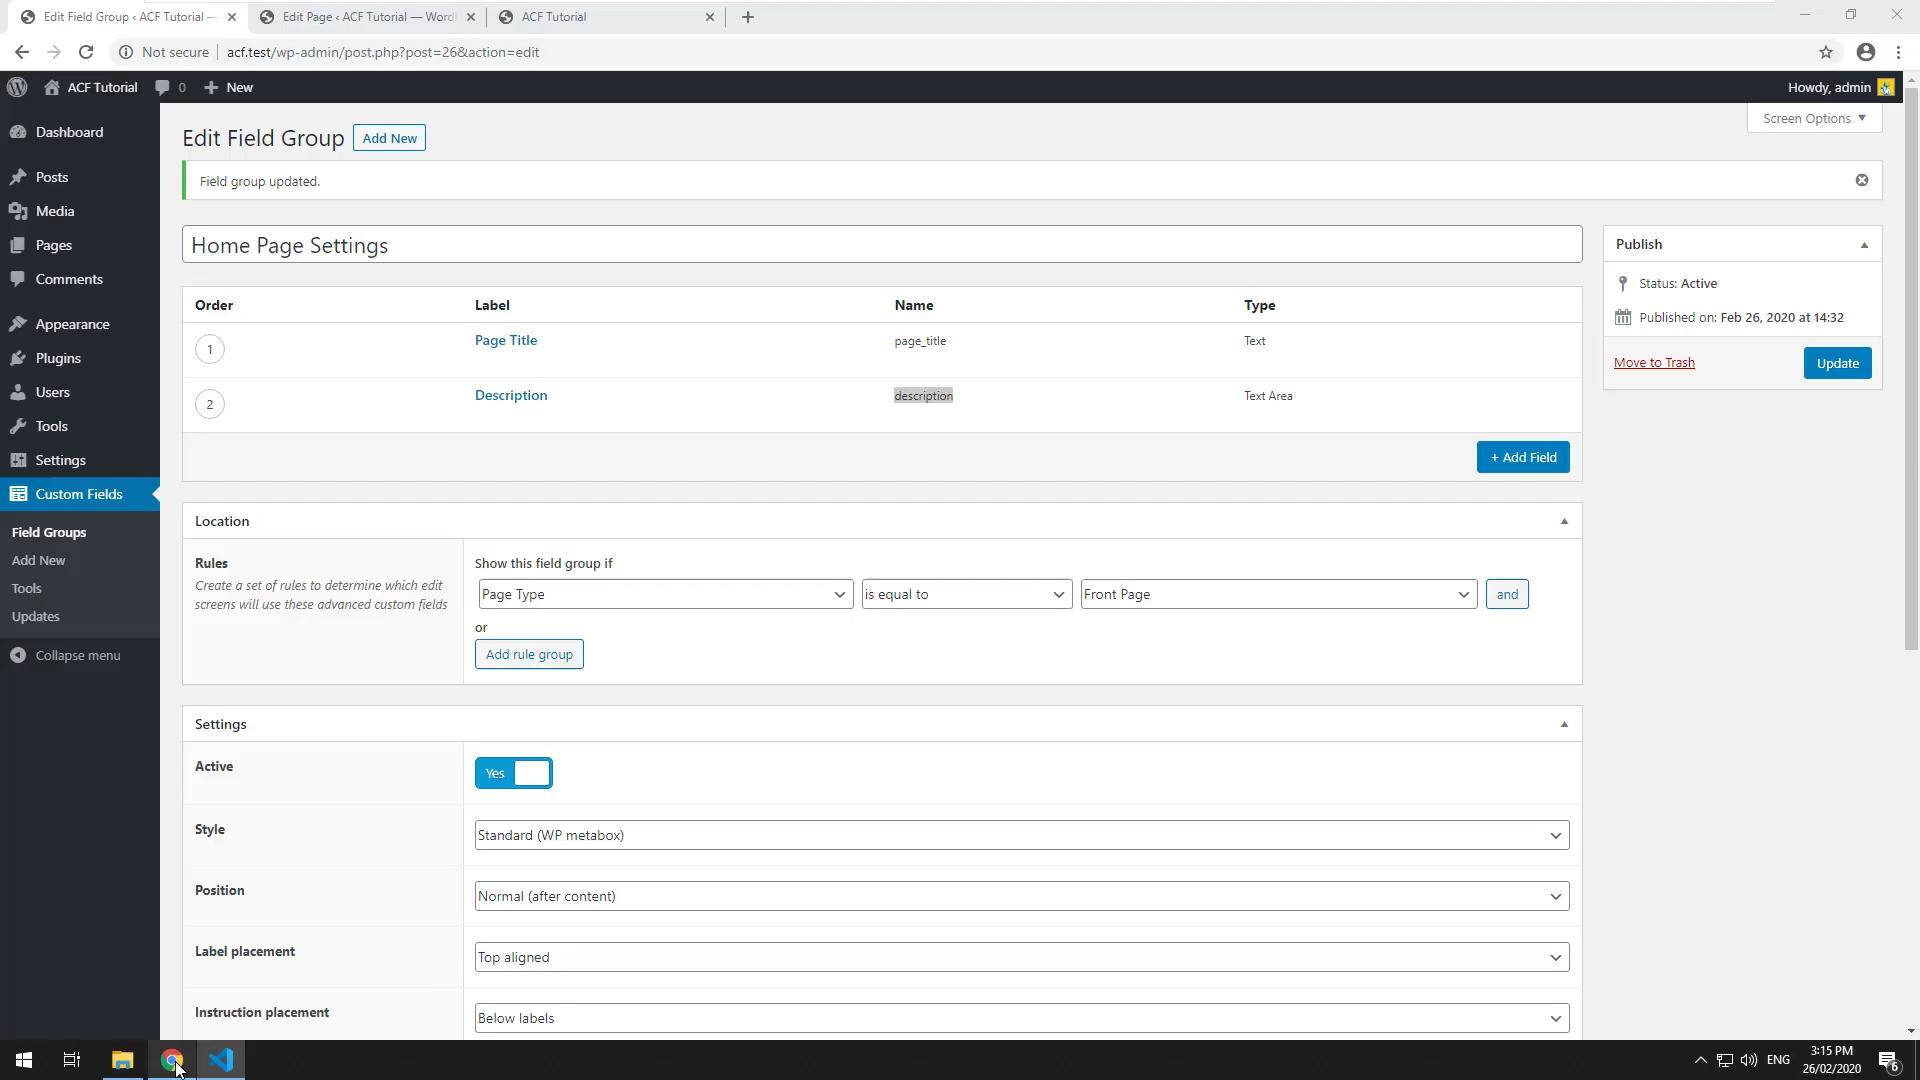 Edit Field Group ‹ ACF Tutorial —
Edit Page ‹ ACF Tutorial — Word
ACF Tutorial
Not secure
acf.test/wp-admin/post.php?post=26&action=edit
ACF Tutorial
0
New
Howdy, admin
Screen Options
Dashboard
Posts
Media
Pages
Comments
Appearance
Plugins
Users
Tools
Settings
Custom Fields
Field Groups
Add New
Tools
Updates
Collapse menu
Edit Field Group
Add New
Field group updated.
Home Page Settings
Order Label Name Type
1 Page Title page_title Text
2 Description description Text Area
+ Add Field
Publish
Status: Active
Published on: Feb 26, 2020 at 14:32
Move to Trash
Update
Location
Rules
Create a set of rules to determine which edit
screens will use these advanced custom fields
Show this field group if
Page Type
is equal to
Front Page
and
or
Add rule group
Settings
Active
Yes
Style
Standard (WP metabox)
Position
Normal (after content)
Label placement
Top aligned
Instruction placement
Below labels
ENG
3:15 PM
26/02/2020
6